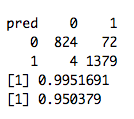 pred 0 1
0 824 72
1 4 1379
[1] 0.9951691
[1] 0.950379